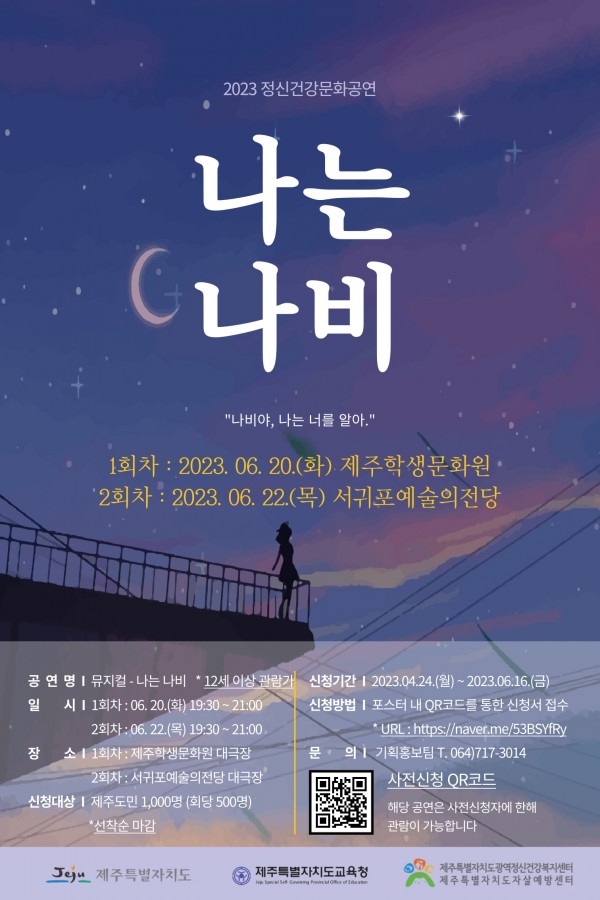 2023 정신건강문화공연
나는
나비
"나비야, 나는 너를 알아."
1회차 : 2023. 06. 20.(화) 제주학생문화원
2회차 : 2023. 06. 22.(목) 서귀포예술의전당
공 연 명 I 뮤지컬 - 나는 나비 * 12세 이상 관람가
일 시 I 1회차 : 06. 20.(화) 19:30 ~ 21:00
2회차 : 06. 22.(목) 19:30 ~ 21:00
장 소 I 1회차 : 제주학생문화원 대극장
2회차 : 서귀포예술의전당 대극장
신청대상 I 제주도민 1,000명 (회당 500명)
*선착순 마감
신청기간 I 2023.04.24.(월) ~ 2023.06.16.(금)
신청방법 I 포스터 내 QR코드를 통한 신청서 접수
* URL : https://naver.me/53BSYfRy
문 의 I 기획홍보팀 T. 064)717-3014
사전신청 QR코드
해당 공연은 사전신청자에 한해
관람이 가능합니다
Jeju 제주특별자치도
제주특별자치도교육청
Jeju Special Self-Governing Provincial Office of Education
제주특별자치도광역정신건강복지센터
제주특별자치도자살예방센터